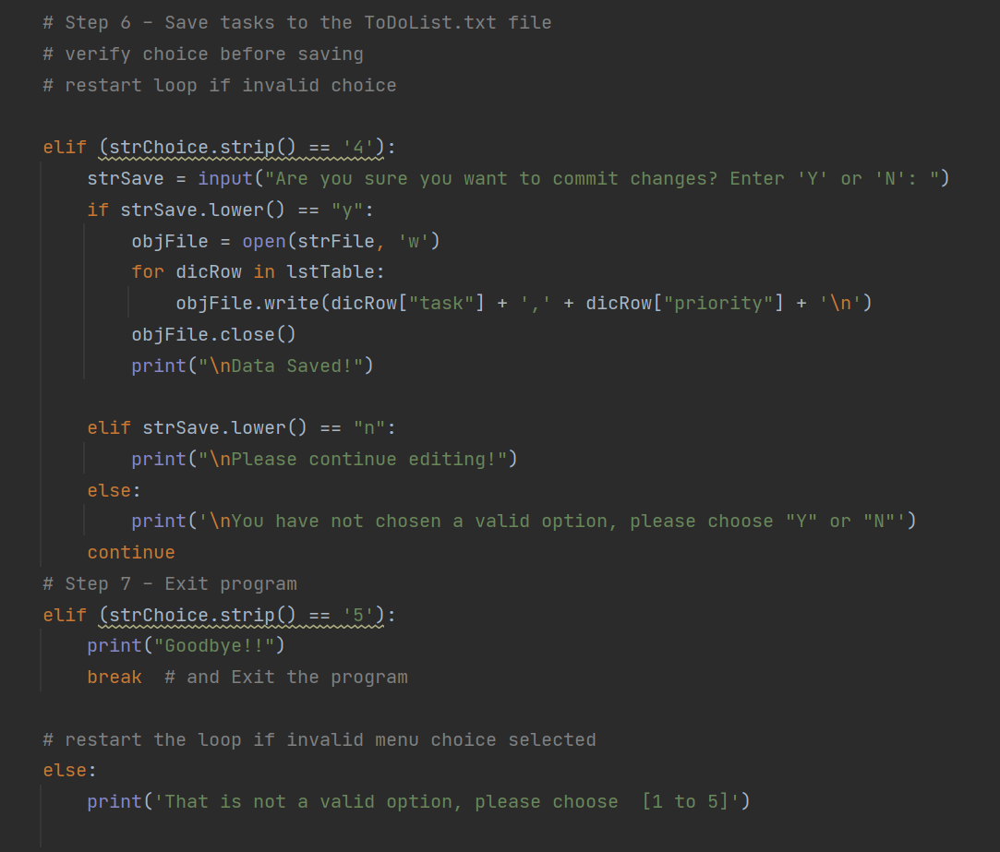 # Step 6 - Save tasks to the ToDoList.txt file
# verify choice before saving
# restart loop if invalid choice
elif (strChoice.strip() == '4'):
strSave = input("Are you sure you want to commit changes? Enter 'Y' or 'N': ")
if strSave.lower() == "y":
objFile = open(strFile, 'w')
for dicRow in lstTable:
objFile.write(dicRow["task"] + ',' + dicRow["priority"] + '\n')
objFile.close()
print("\nData Saved!")
elif strSave.lower() == "n":
print("\nPlease continue editing!")
else:
print('\nYou have not chosen a valid option, please choose "Y" or "N"')
continue
# Step 7 - Exit program
elif (strChoice.strip() == '5'):
print("Goodbye!!")
break  # and Exit the program
# restart the loop if invalid menu choice selected
else:
print('That is not a valid option, please choose  [1 to 5]')